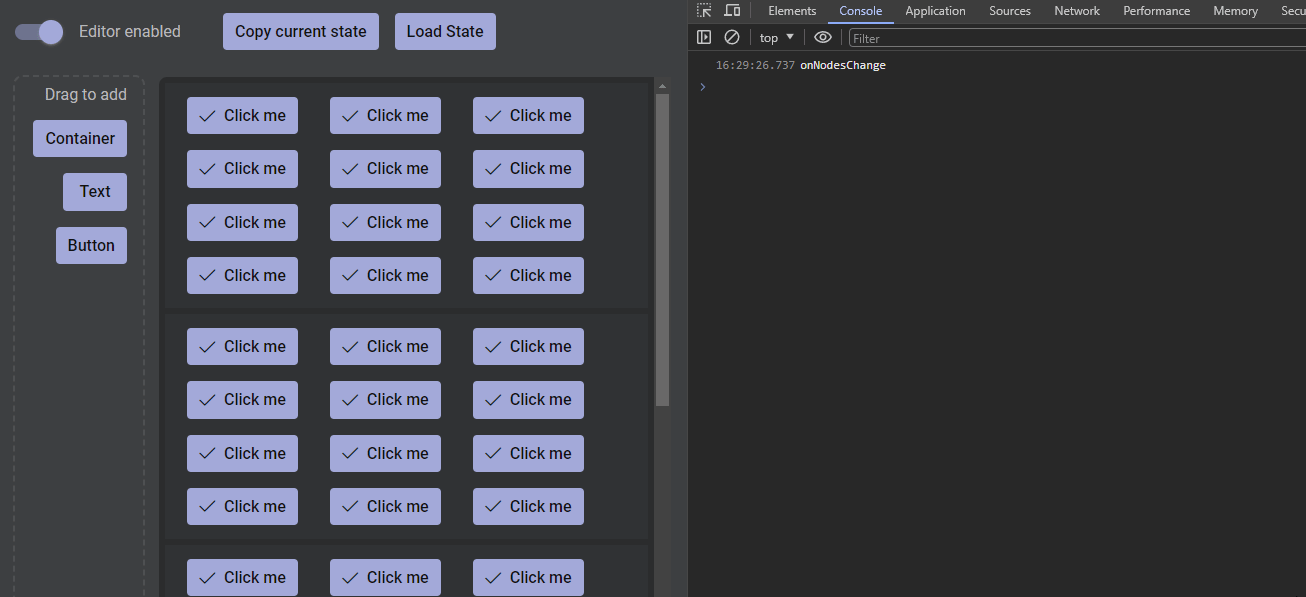 Editor enabled
Copy current state
Load State
Drag to add
Container
Text
Button
Click me Click me Click me
Click me Click me Click me
Click me Click me Click me
Click me Click me Click me
Click me Click me Click me
Click me Click me Click me
Click me Click me Click me
Click me Click me Click me
Click me Click me Click me
Elements Console Application Sources Network Performance Memory Secu
top Filter
16:29:26.737 onNodesChange